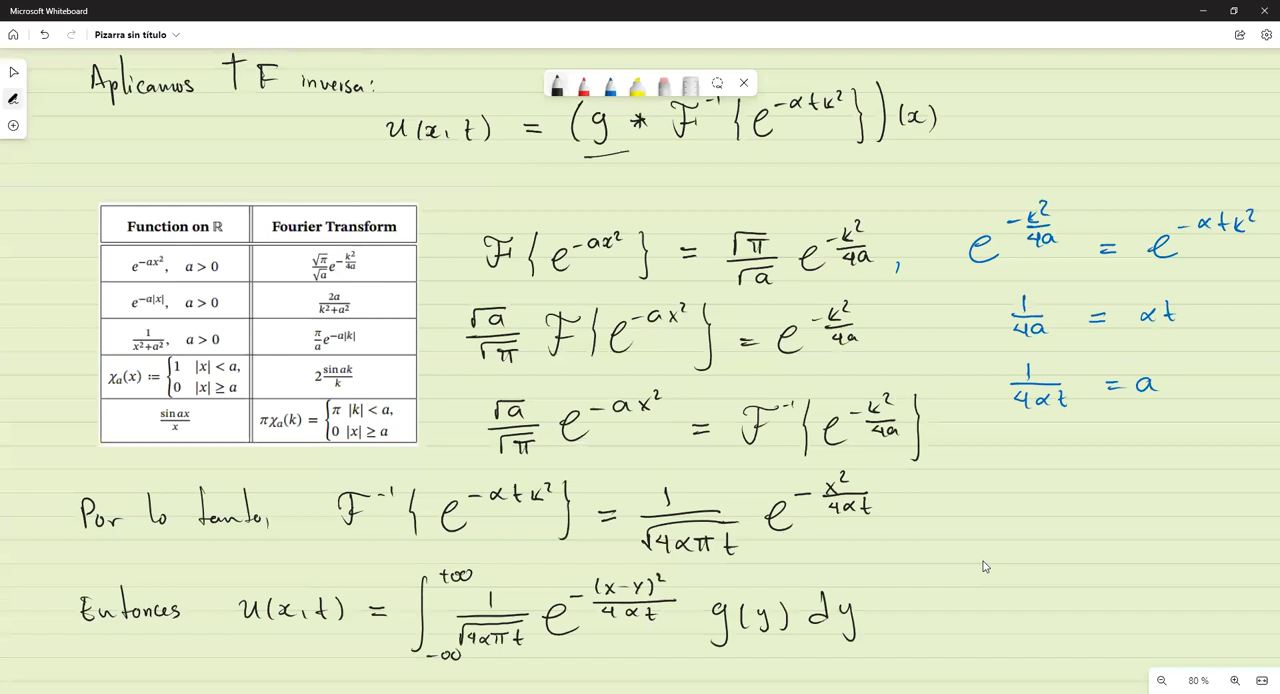 Microsoft Whiteboard
Pizarra sin título
Aplicamos TF inversa:
u(x,t) = (g * F⁻¹{e^{-αtk²}})(x)
Function on ℝ | Fourier Transform
e^{-ax²}, a > 0 | √π/√a e^{-k²/4a}
e^{-a|x|}, a > 0 | 2a/(k²+a²)
1/(x²+a²), a > 0 | π/a e^{-a|k|}
χₐ(x) := {1 |x| < a, 0 |x| ≥ a | 2 sin ak/k
sin ax/x | πχₐ(k) = {π |k| < a, 0 |x| ≥ a
F{e^{-ax²}} = √π/√a e^{-k²/4a},
√a/√π F{e^{-ax²}} = e^{-k²/4a}
√a/√π e^{-ax²} = F⁻¹{e^{-k²/4a}}
e^{-k²/4a} = e^{-αtk²}
1/4a = αt
1/4αt = a
Por lo tanto, F⁻¹{e^{-αtk²}} = 1/√(4απt) e^{-x²/4αt}
Entonces u(x,t) = ∫_{-∞}^{+∞} 1/√(4απt) e^{-(x-y)²/4αt} g(y) dy
80 %